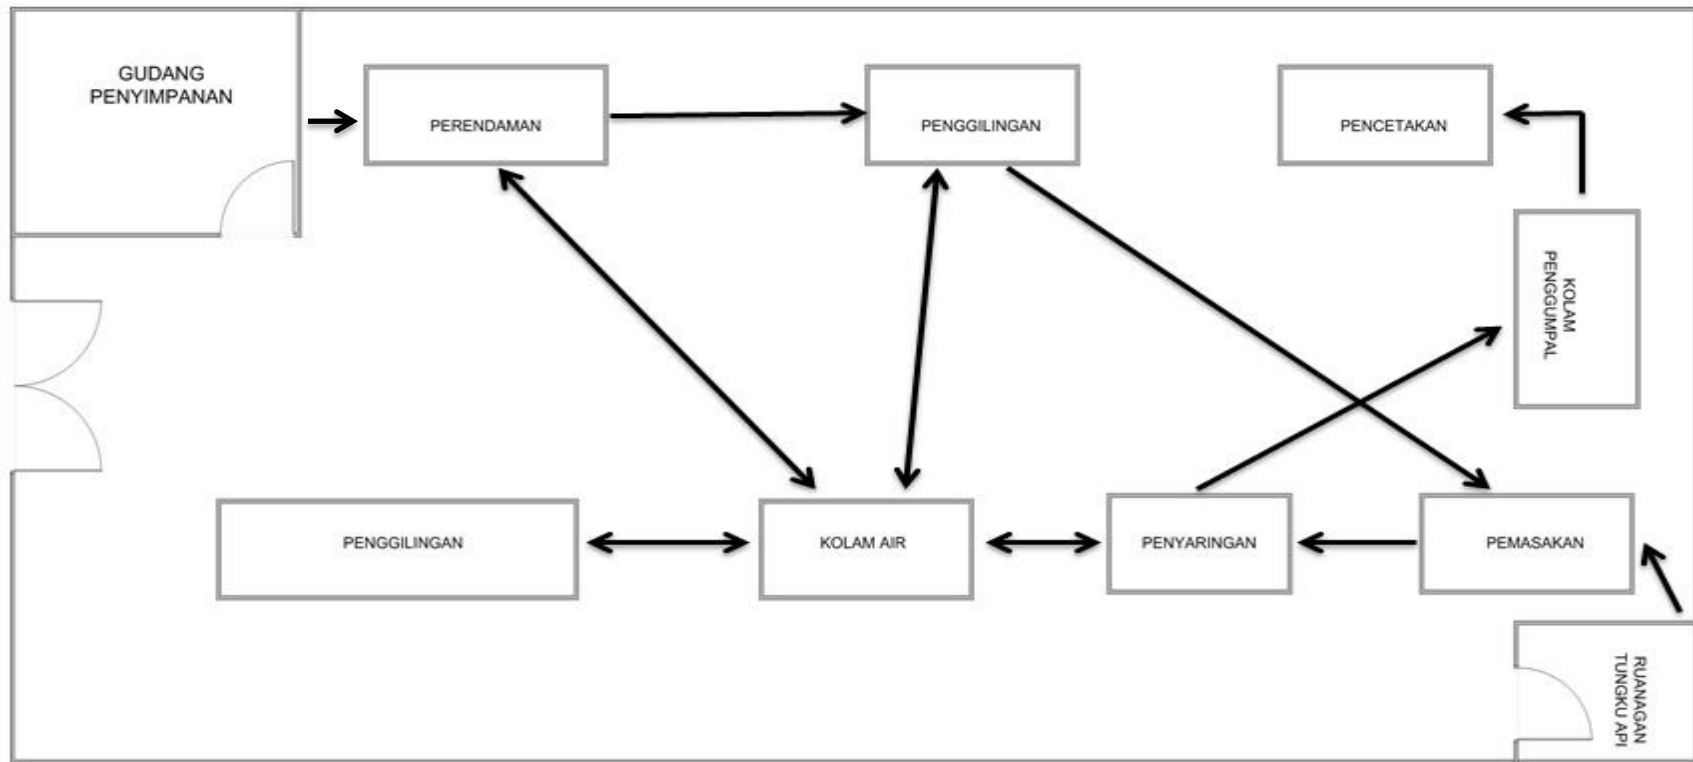 GUDANG
PENYIMPANAN
PERENDAMAN
PENGGILINGAN
PENCETAKAN
KOLAM
PENGGUMPAL
PENGGILINGAN
KOLAM AIR
PENYARINGAN
PEMASAKAN
RUANAGAN
TUNGKU API